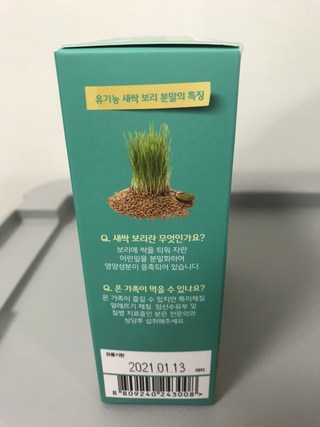 유기농 새싹 보리 분말의 특징
Q. 새싹 보리란 무엇인가요?
보리에 싹을 틔워 자란
어린잎을 분말화하여
영양성분이 응축되어 있습니다.
Q. 온 가족이 먹을 수 있나요?
온 가족이 즐길 수 있지만 특이체질
알레르기 체질, 임산수유부 및
질병 치료중인 분은 전문의와
상담후 섭취해주세요
유통기한
2021.01.13
까지
8 809240 243008 >